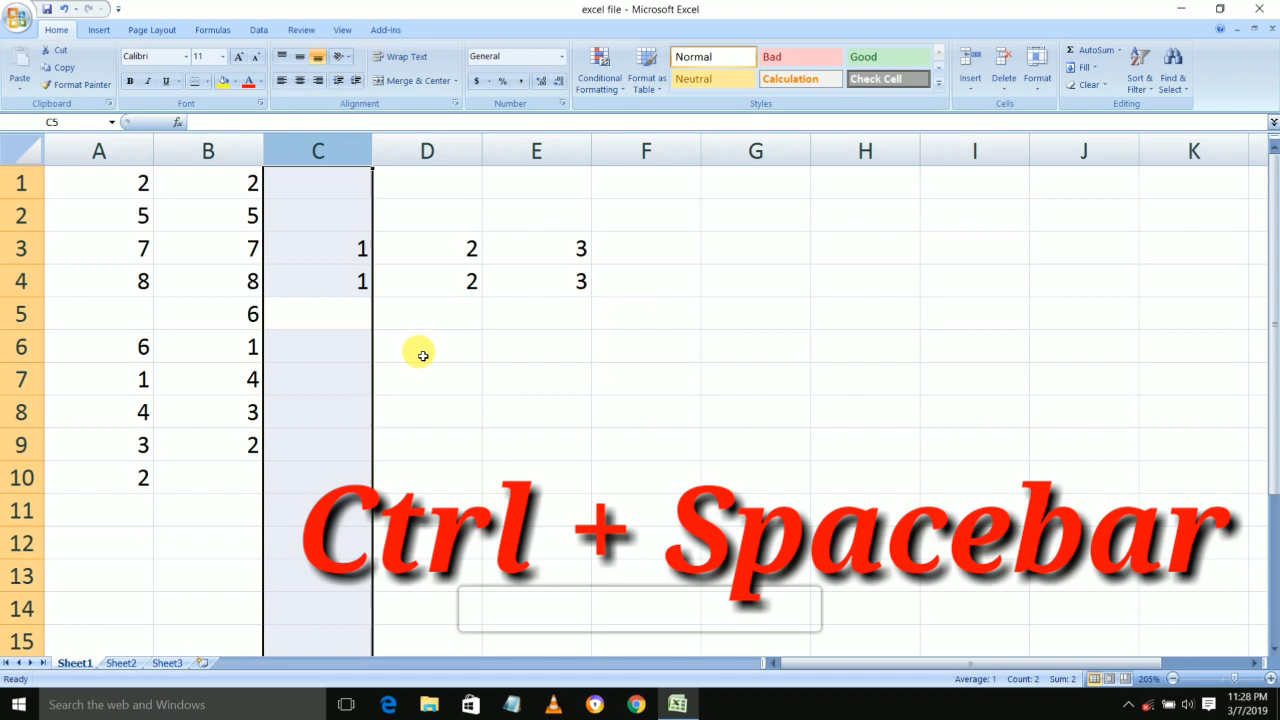 excel file - Microsoft Excel
Home Insert Page Layout Formulas Data Review View Add-Ins
Cut Calibri 11 Wrap Text General Normal Bad Good AutoSum
Paste Copy Conditional Formatting Format as Table Insert Delete Format Fill Sort & Filter Find & Select
Format Painter B I U Merge & Center Neutral Calculation Check Cell Clear
Clipboard Font Alignment Number Styles Cells Editing
C5 fx
A B C D E F G H I J K
1 2 2
2 5 5
3 7 7 1 2 3
4 8 8 1 2 3
5 6
6 6 1
7 1 4
8 4 3
9 3 2
10 2
11
Ctrl + Spacebar
12
13
14
15
Sheet1 Sheet2 Sheet3
Ready Average: 1 Count: 2 Sum: 2 205%
Search the web and Windows 11:28 PM
3/7/2019